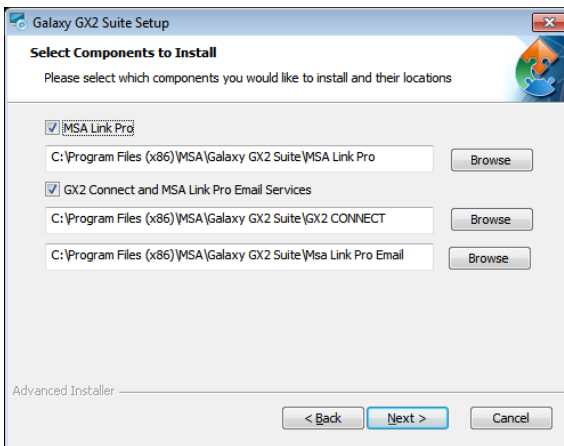 Galaxy GX2 Suite Setup
Select Components to Install
Please select which components you would like to install and their locations
MSA Link Pro
C:\Program Files (x86)\MSA\Galaxy GX2 Suite\MSA Link Pro
Browse
GX2 Connect and MSA Link Pro Email Services
C:\Program Files (x86)\MSA\Galaxy GX2 Suite\GX2 CONNECT
Browse
C:\Program Files (x86)\MSA\Galaxy GX2 Suite\Msa Link Pro Email
Browse
Advanced Installer
< Back
Next >
Cancel